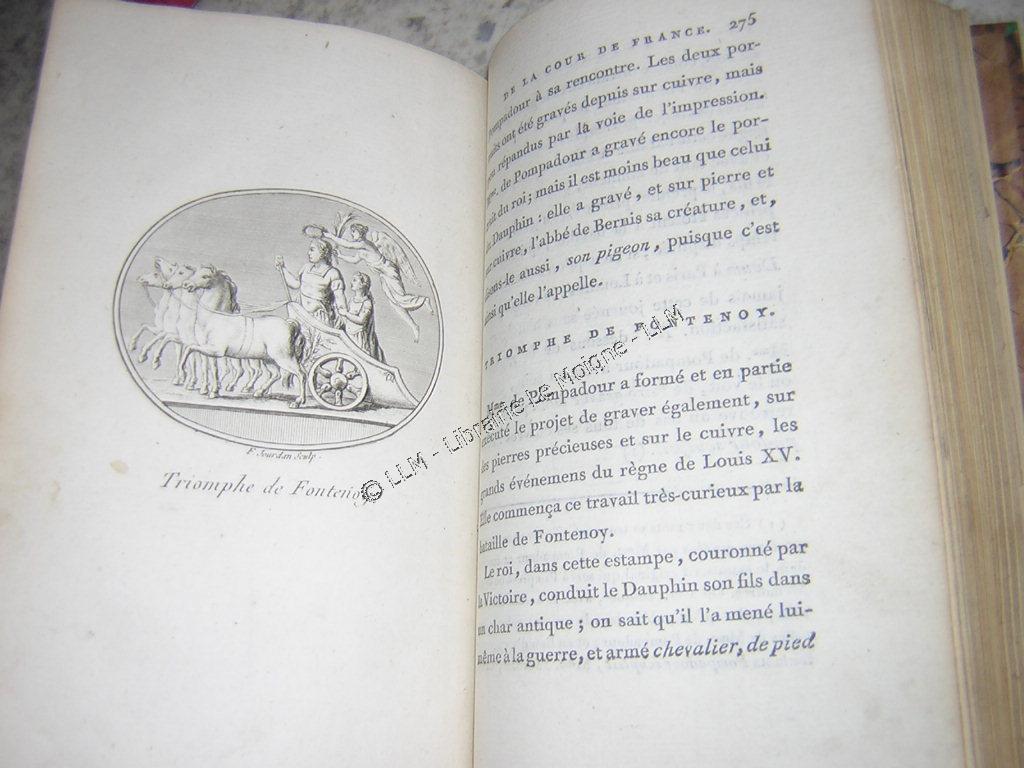 F. Jourdan Sculp.
Triomphe de Fontenoy
© LLM - Librairie Le Moigne - LLM
DE LA COUR DE FRANCE. 275
Pompadour à sa rencontre. Les deux por-
ont été gravés depuis sur cuivre, mais
répandus par la voie de l'impression.
de Pompadour a gravé encore le por-
du roi; mais il est moins beau que celui
Dauphin: elle a gravé, et sur pierre et
cuivre, l'abbé de Bernis sa créature, et,
aussi, son pigeon, puisque c'est
ainsi qu'elle l'appelle.
TRIOMPHE DE FONTENOY.
Mme. de Pompadour a formé et en partie
exécuté le projet de graver également, sur
des pierres précieuses et sur le cuivre, les
grands événemens du règne de Louis XV.
Elle commença ce travail très-curieux par la
bataille de Fontenoy.
Le roi, dans cette estampe, couronné par
la Victoire, conduit le Dauphin son fils dans
un char antique; on sait qu'il l'a mené lui-
même à la guerre, et armé chevalier, de pied